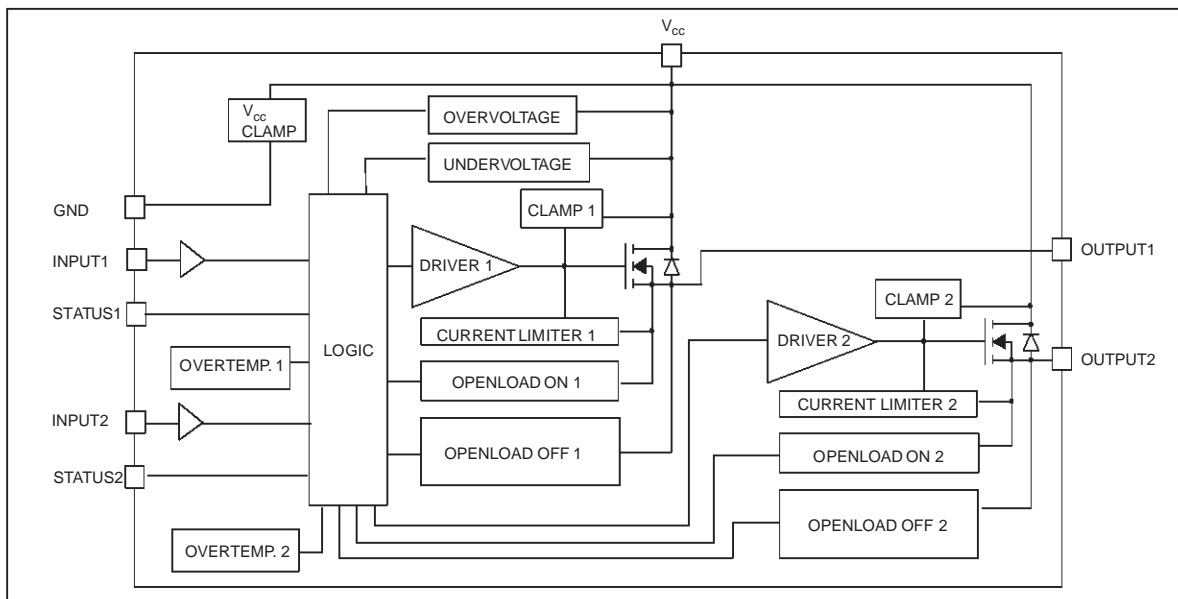 Vcc
Vcc
CLAMP
OVERVOLTAGE
UNDERVOLTAGE
GND
CLAMP 1
INPUT1
DRIVER 1
OUTPUT1
STATUS1
CLAMP 2
CURRENT LIMITER 1
LOGIC
DRIVER 2
OUTPUT2
OVERTEMP. 1
OPENLOAD ON 1
CURRENT LIMITER 2
INPUT2
OPENLOAD OFF 1
OPENLOAD ON 2
STATUS2
OPENLOAD OFF 2
OVERTEMP. 2